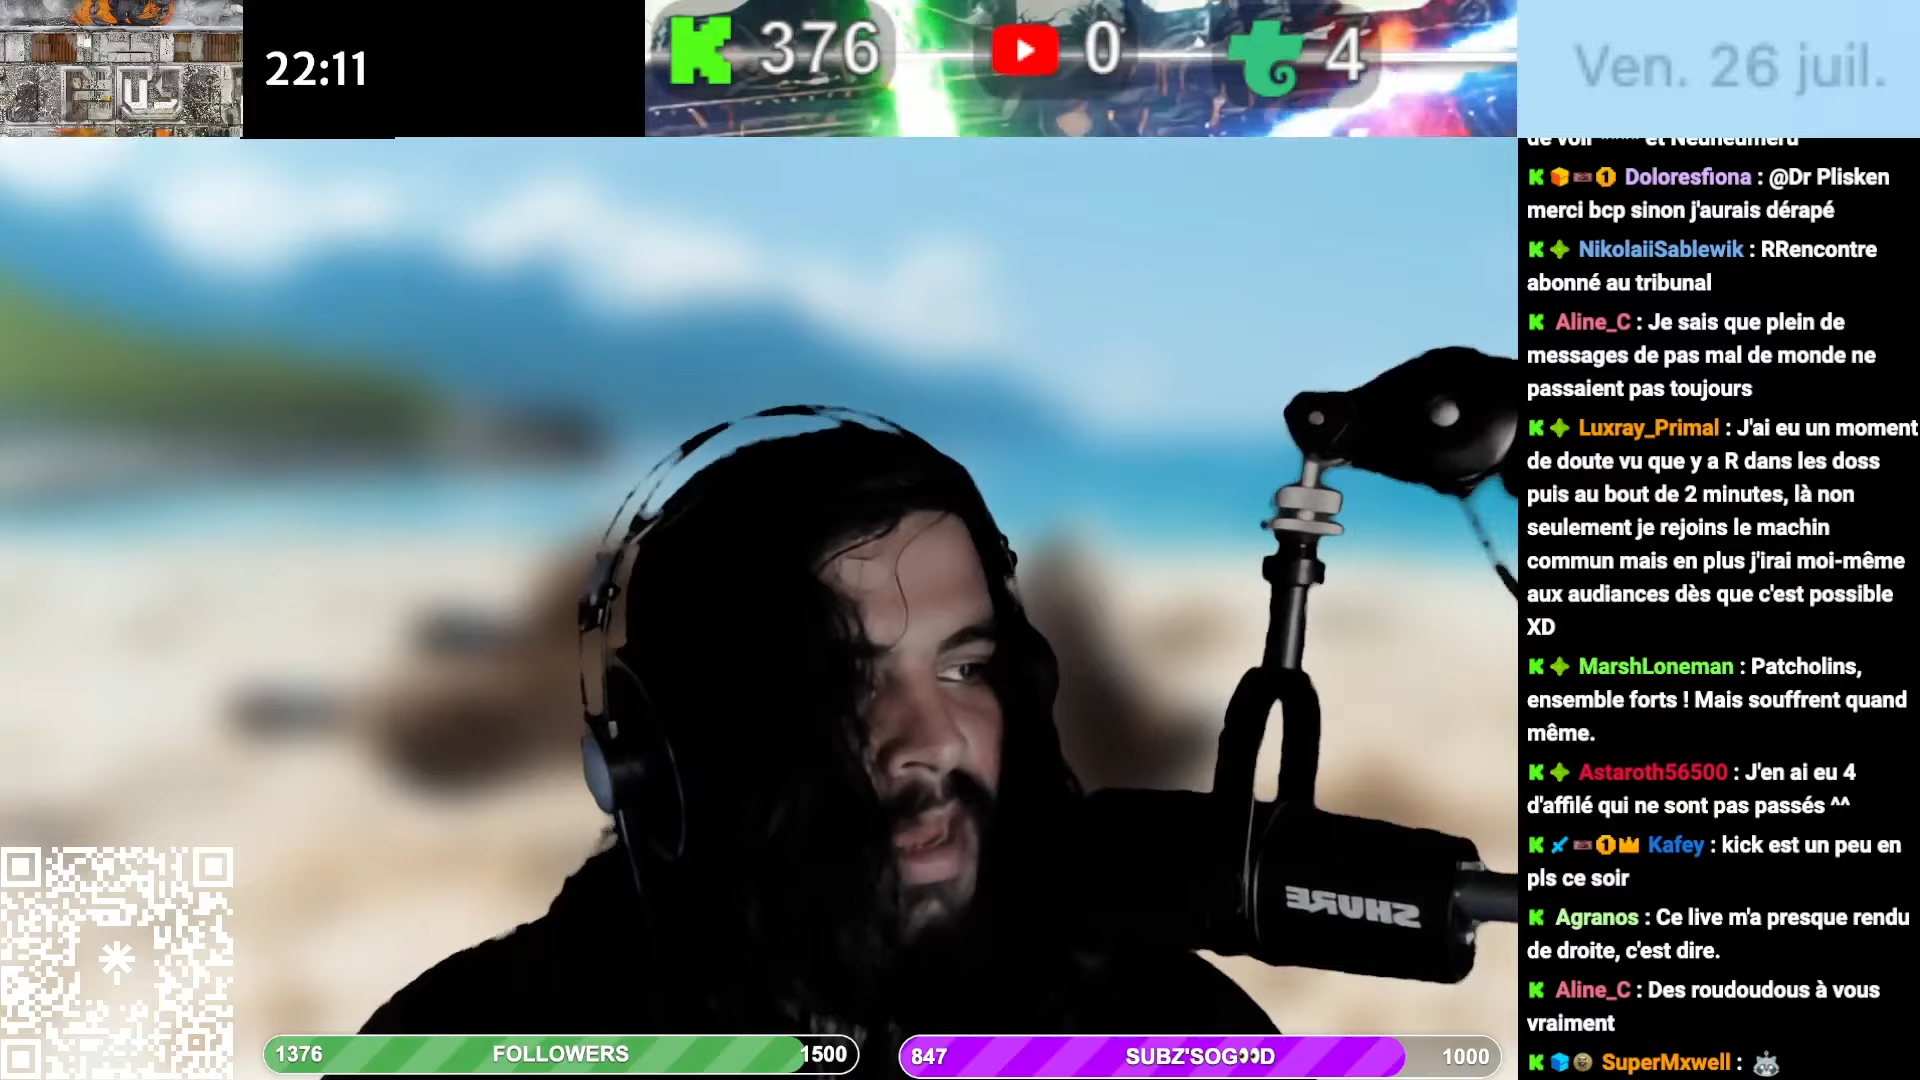 22:11
376
0
4
Ven. 26 juil.
Doloresfiona : @Dr Plisken
merci bcp sinon j'aurais dérapé
NikolaiiSablewik : RRencontre
abonné au tribunal
Aline_C : Je sais que plein de
messages de pas mal de monde ne
passaient pas toujours
Luxray_Primal : J'ai eu un moment
de doute vu que y a R dans les doss
puis au bout de 2 minutes, là non
seulement je rejoins le machin
commun mais en plus j'irai moi-même
aux audiances dès que c'est possible
XD
MarshLoneman : Patcholins,
ensemble forts ! Mais souffrent quand
même.
Astaroth56500 : J'en ai eu 4
d'affilé qui ne sont pas passés ^^
Kafey : kick est un peu en
pls ce soir
Agranos : Ce live m'a presque rendu
de droite, c'est dire.
Aline_C : Des roudoudous à vous
vraiment
SuperMxwell :
SHURE
1376 FOLLOWERS 1500
847 SUBZ'SOG👀D 1000